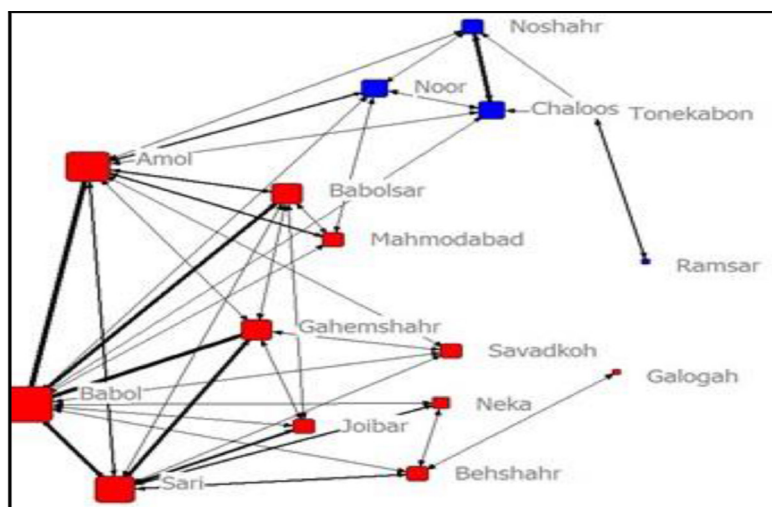 Noshahr
Noor
Chaloos
Tonekabon
Amol
Babolsar
Mahmodabad
Ramsar
Gahemshahr
Savadkoh
Galogah
Babol
Neka
Joibar
Behshahr
Sari